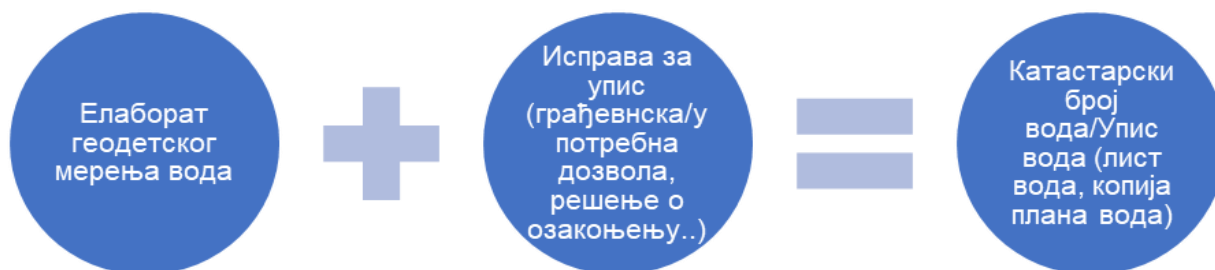 Елаборат
геодетског
мерења вода
Исправа за
упис
(грађевнска/у
потребна
дозвола,
решење о
озакоњењу..)
Катастарски
број
вода/Упис
вода (лист
вода, копија
плана вода)